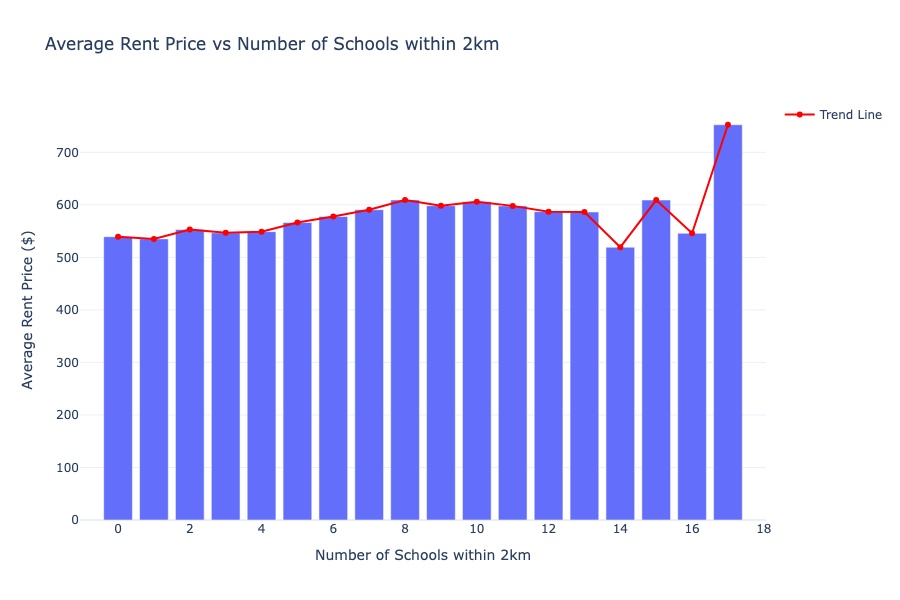 Average Rent Price vs Number of Schools within 2km
Trend Line
Average Rent Price ($)
700
600
500
400
300
200
100
0
0 2 4 6 8 10 12 14 16 18
Number of Schools within 2km